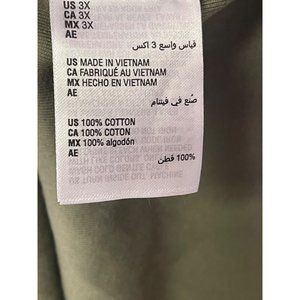 US 3X
CA 3X
MX 3X
AE
قياس واسع 3 اكس
US MADE IN VIETNAM
CA FABRIQUÉ AU VIETNAM
MX HECHO EN VIETNAM
AE
صُنع في فيتنام
US 100% COTTON
CA 100% COTON
MX 100% algodón
AE
100% قطن